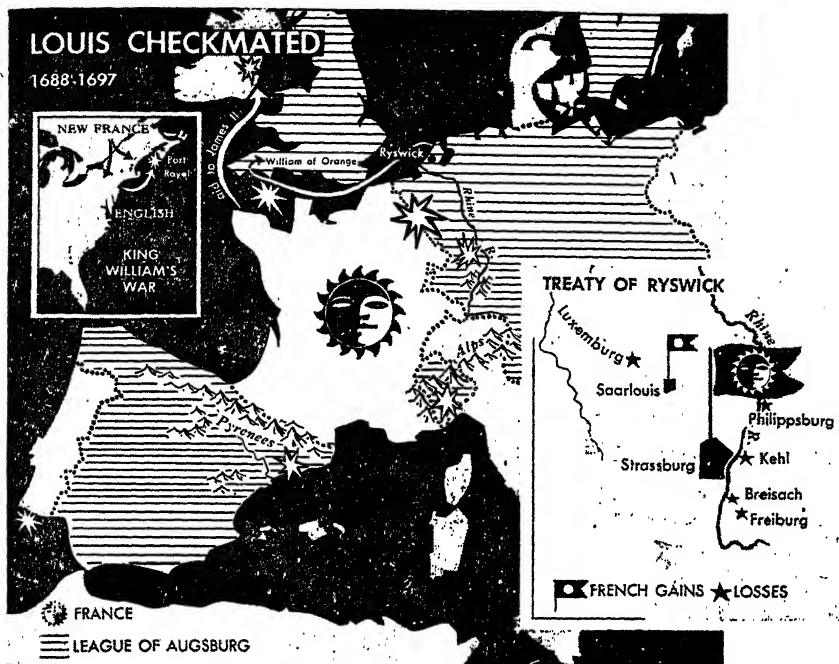 LOUIS CHECKMATED
1688-1697
NEW FRANCE
Port
Royal
ENGLISH
KING
WILLIAM'S
WAR
Aid to James II
William of Orange
Ryswick
Rhine
R.
Alps
Pyrenees
TREATY OF RYSWICK
Luxemburg
Rhine
Saarlouis
Philippsburg
R.
Strassburg
Kehl
Breisach
Freiburg
FRENCH GAINS
LOSSES
FRANCE
LEAGUE OF AUGSBURG